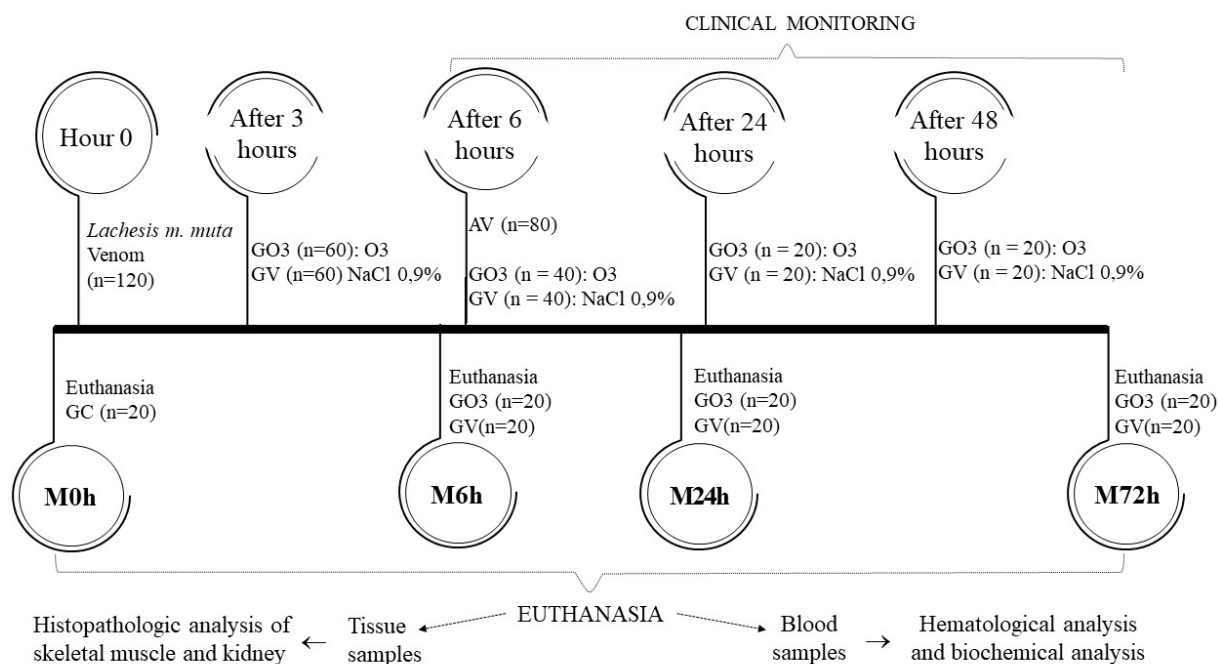 CLINICAL MONITORING
Hour 0
After 3
hours
After 6
hours
After 24
hours
After 48
hours
Lachesis m. muta
Venom
(n=120)
GO3 (n=60): O3
GV (n=60) NaCl 0,9%
AV (n=80)
GO3 (n = 40): O3
GV (n = 40): NaCl 0,9%
GO3 (n = 20): O3
GV (n = 20): NaCl 0,9%
GO3 (n = 20): O3
GV (n = 20): NaCl 0,9%
Euthanasia
GC (n=20)
Euthanasia
GO3 (n=20)
GV(n=20)
Euthanasia
GO3 (n=20)
GV(n=20)
Euthanasia
GO3 (n=20)
GV(n=20)
M0h
M6h
M24h
M72h
EUTHANASIA
Histopathologic analysis of
skeletal muscle and kidney
←
Tissue
samples
Blood
samples
→
Hematological analysis
and biochemical analysis